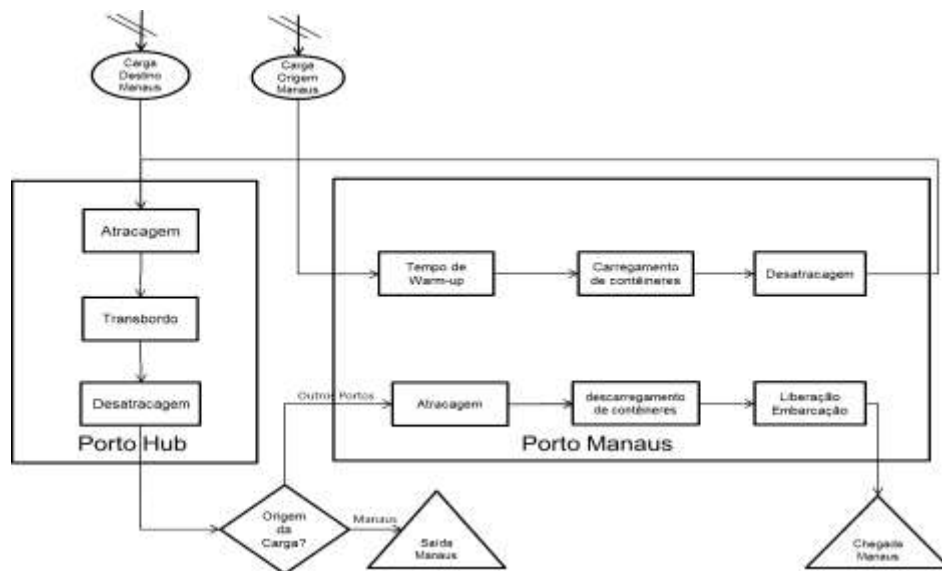 Carga
Destino
Manaus
Carga
Origem
Manaus
Atracagem
Transbordo
Desatracagem
Porto Hub
Tempo de
Warm-up
Carregamento
de contêineres
Desatracagem
Outros Portos
Atracagem
descarregamento
de contêineres
Liberação
Embarcação
Porto Manaus
Origem
da
Carga?
Manaus
Saída
Manaus
Chegada
Manaus